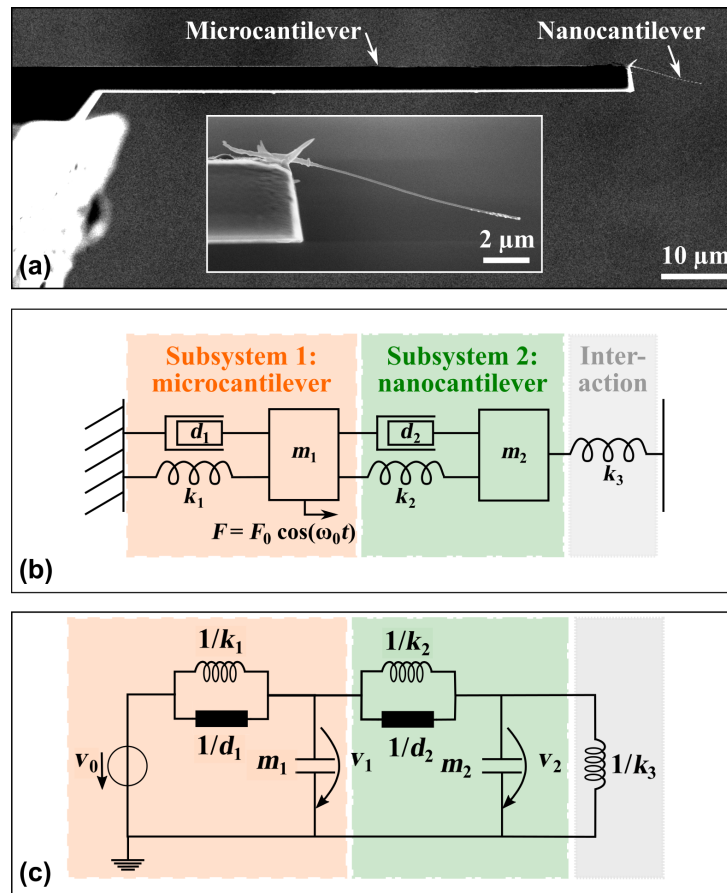 Microcantilever
Nanocantilever
2 µm
10 µm
(a)
Subsystem 1:
microcantilever
Subsystem 2:
nanocantilever
Inter-
action
d₁
m₁
d₂
m₂
k₁
k₂
k₃
F = F₀ cos(ω₀t)
(b)
1/k₁
1/k₂
v₀
1/d₁
m₁
v₁
1/d₂
m₂
v₂
1/k₃
(c)